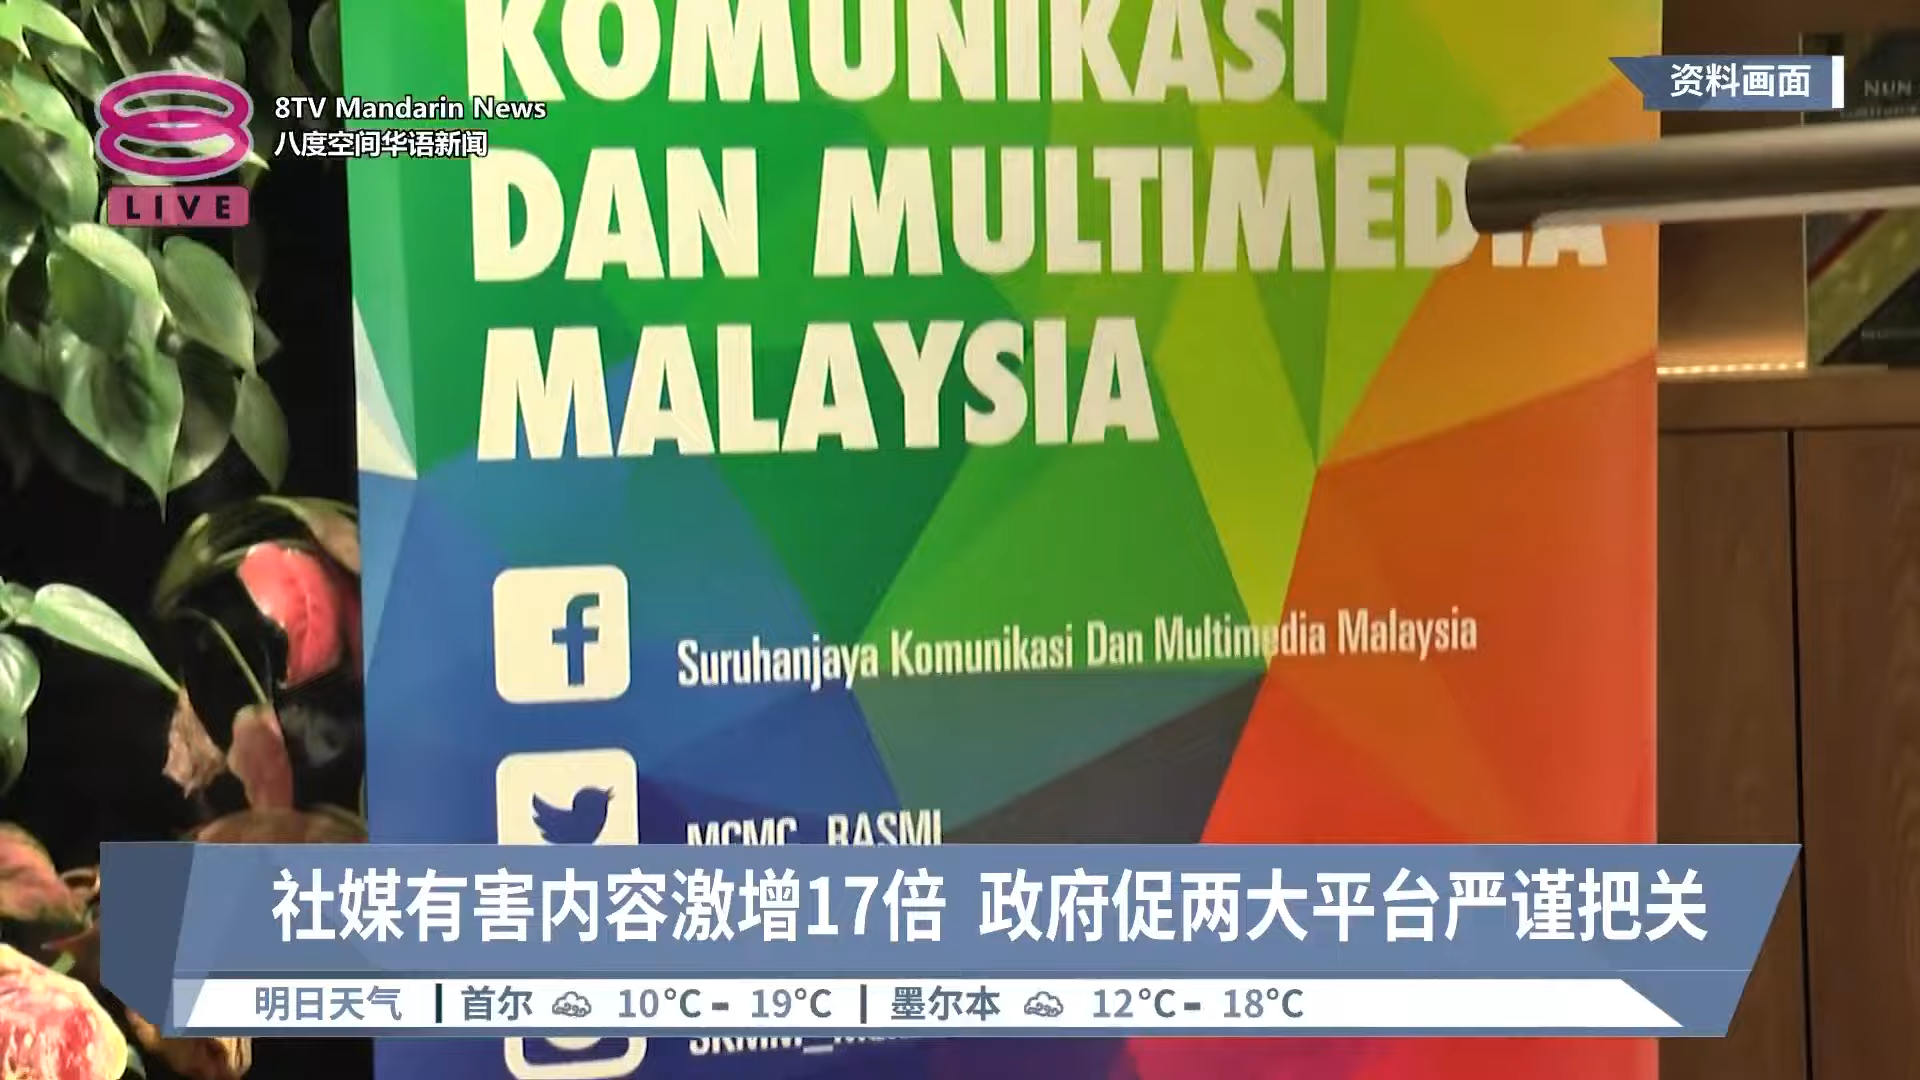 KOMUNIKASI
资料画面
NUN
8TV Mandarin News
八度空间华语新闻
DAN MULTIMEDIA
LIVE
MALAYSIA
Suruhanjaya Komunikasi Dan Multimedia Malaysia
MCMC_RASMI
社媒有害内容激增17倍 政府促两大平台严谨把关
明日天气 | 首尔 10°C - 19°C | 墨尔本 12°C - 18°C